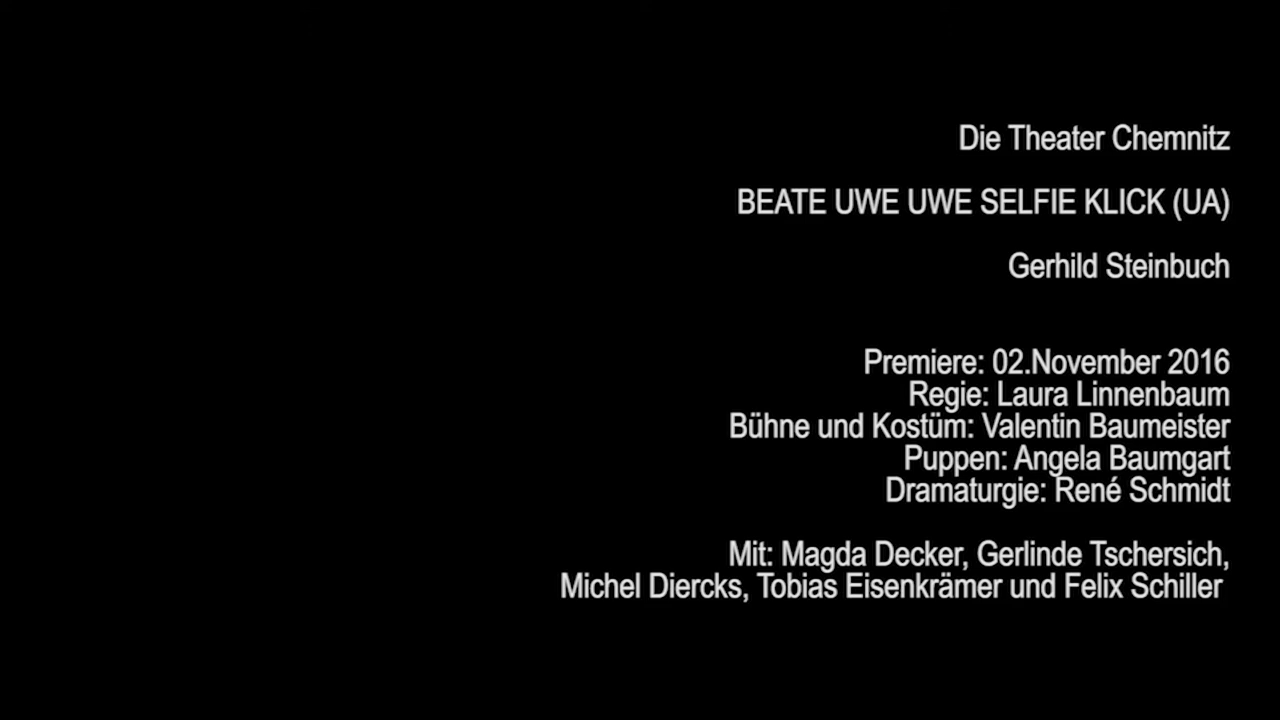 Die Theater Chemnitz
BEATE UWE UWE SELFIE KLICK (UA)
Gerhild Steinbuch
Premiere: 02.November 2016
Regie: Laura Linnenbaum
Bühne und Kostüm: Valentin Baumeister
Puppen: Angela Baumgart
Dramaturgie: René Schmidt
Mit: Magda Decker, Gerlinde Tschersich,
Michel Diercks, Tobias Eisenkrämer und Felix Schiller